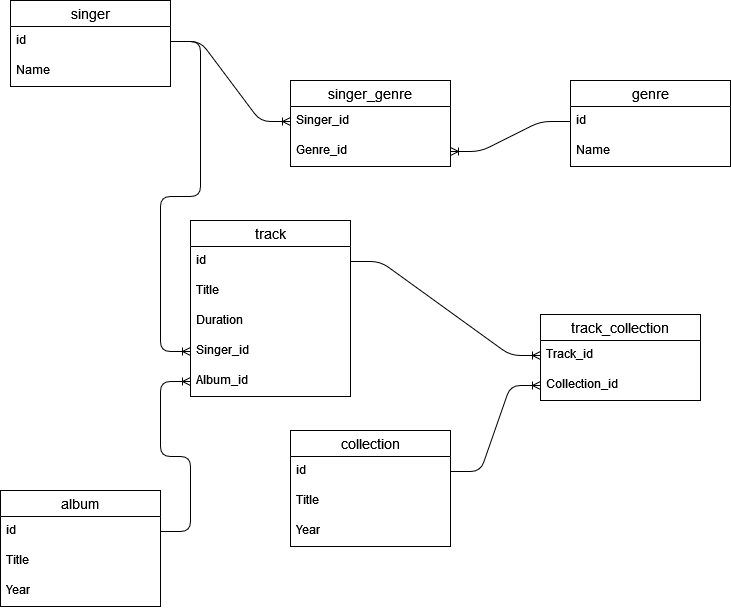 singer
id
Name
singer_genre
Singer_id
Genre_id
genre
id
Name
track
id
Title
Duration
Singer_id
Album_id
track_collection
Track_id
Collection_id
collection
id
Title
Year
album
id
Title
Year